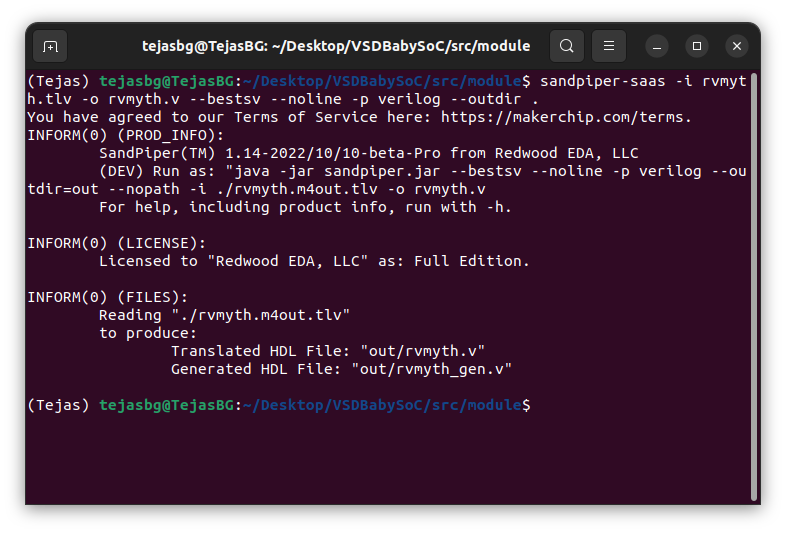 tejasbg@TejasBG: ~/Desktop/VSDBabySoC/src/module
(Tejas) tejasbg@TejasBG:~/Desktop/VSDBabySoC/src/module$ sandpiper-saas -i rvmyt
h.tlv -o rvmyth.v --bestsv --noline -p verilog --outdir .
You have agreed to our Terms of Service here: https://makerchip.com/terms.
INFORM(0) (PROD_INFO):
        SandPiper(TM) 1.14-2022/10/10-beta-Pro from Redwood EDA, LLC
        (DEV) Run as: "java -jar sandpiper.jar --bestsv --noline -p verilog --ou
tdir=out --nopath -i ./rvmyth.m4out.tlv -o rvmyth.v
        For help, including product info, run with -h.

INFORM(0) (LICENSE):
        Licensed to "Redwood EDA, LLC" as: Full Edition.

INFORM(0) (FILES):
        Reading "./rvmyth.m4out.tlv"
        to produce:
                Translated HDL File: "out/rvmyth.v"
                Generated HDL File: "out/rvmyth_gen.v"

(Tejas) tejasbg@TejasBG:~/Desktop/VSDBabySoC/src/module$